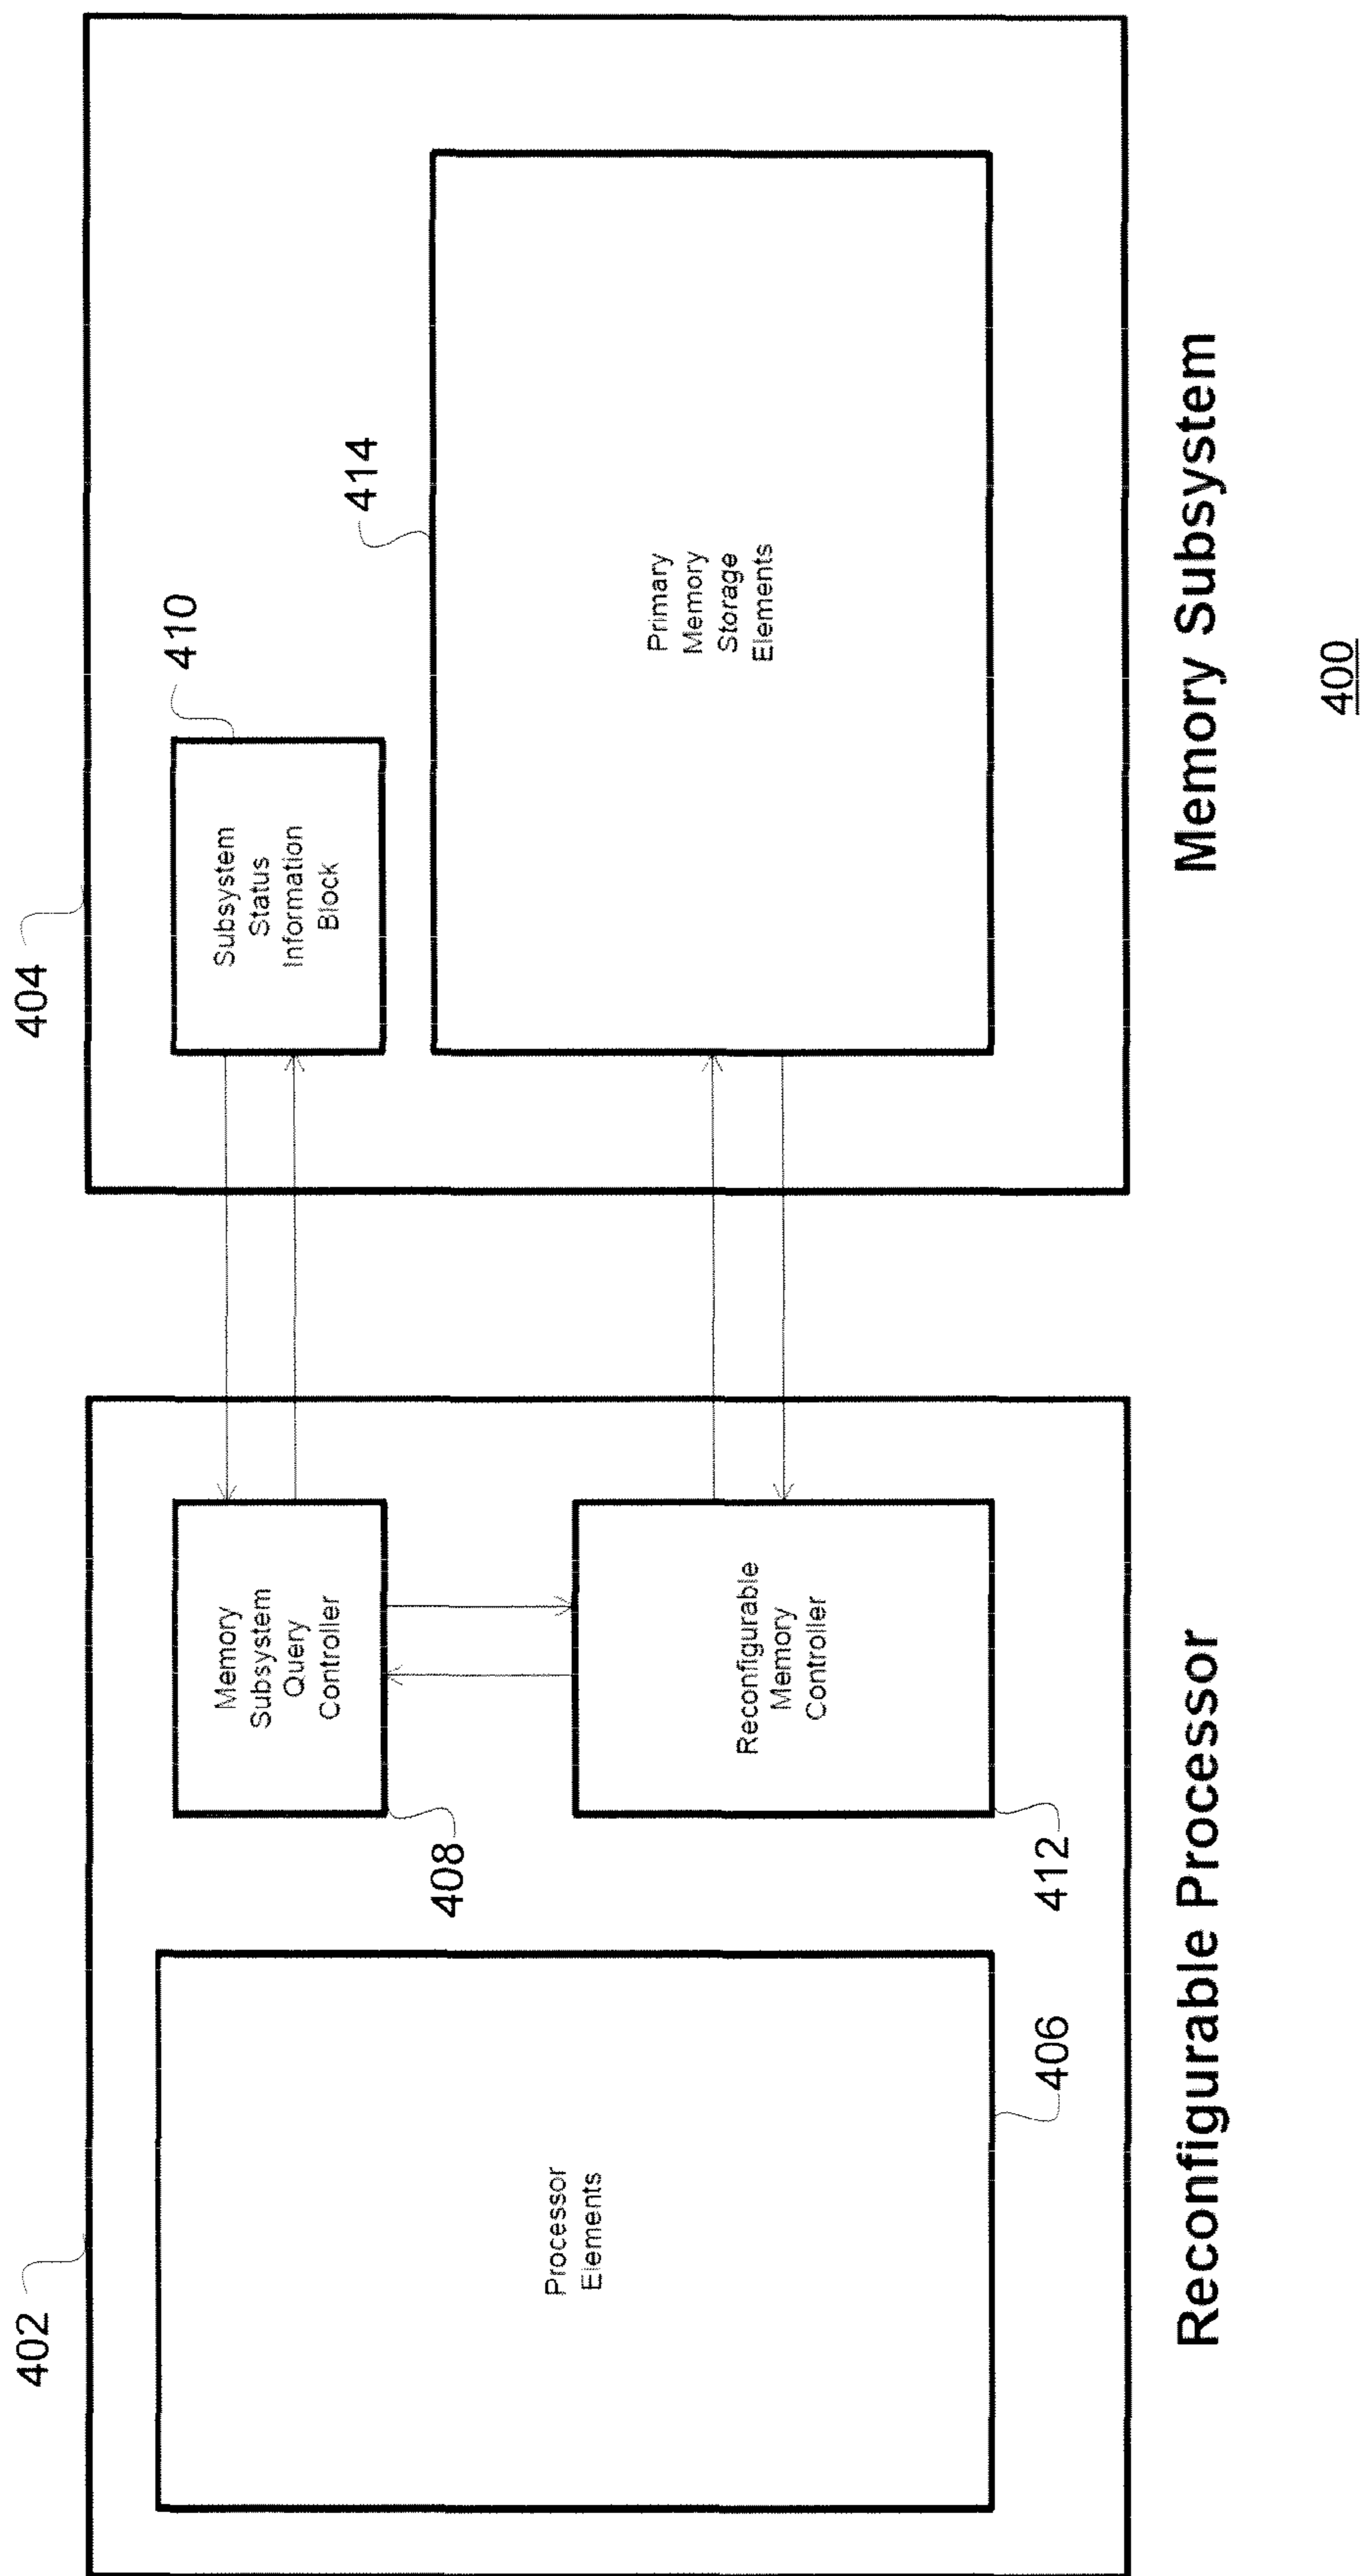 402
404
Processor
Elements
406
Memory
Subsystem
Query
Controller
408
Reconfigurable
Memory
Controller
412
Subsystem
Status
Information
Block
410
Primary
Memory
Storage
Elements
414
Reconfigurable Processor
Memory Subsystem
400